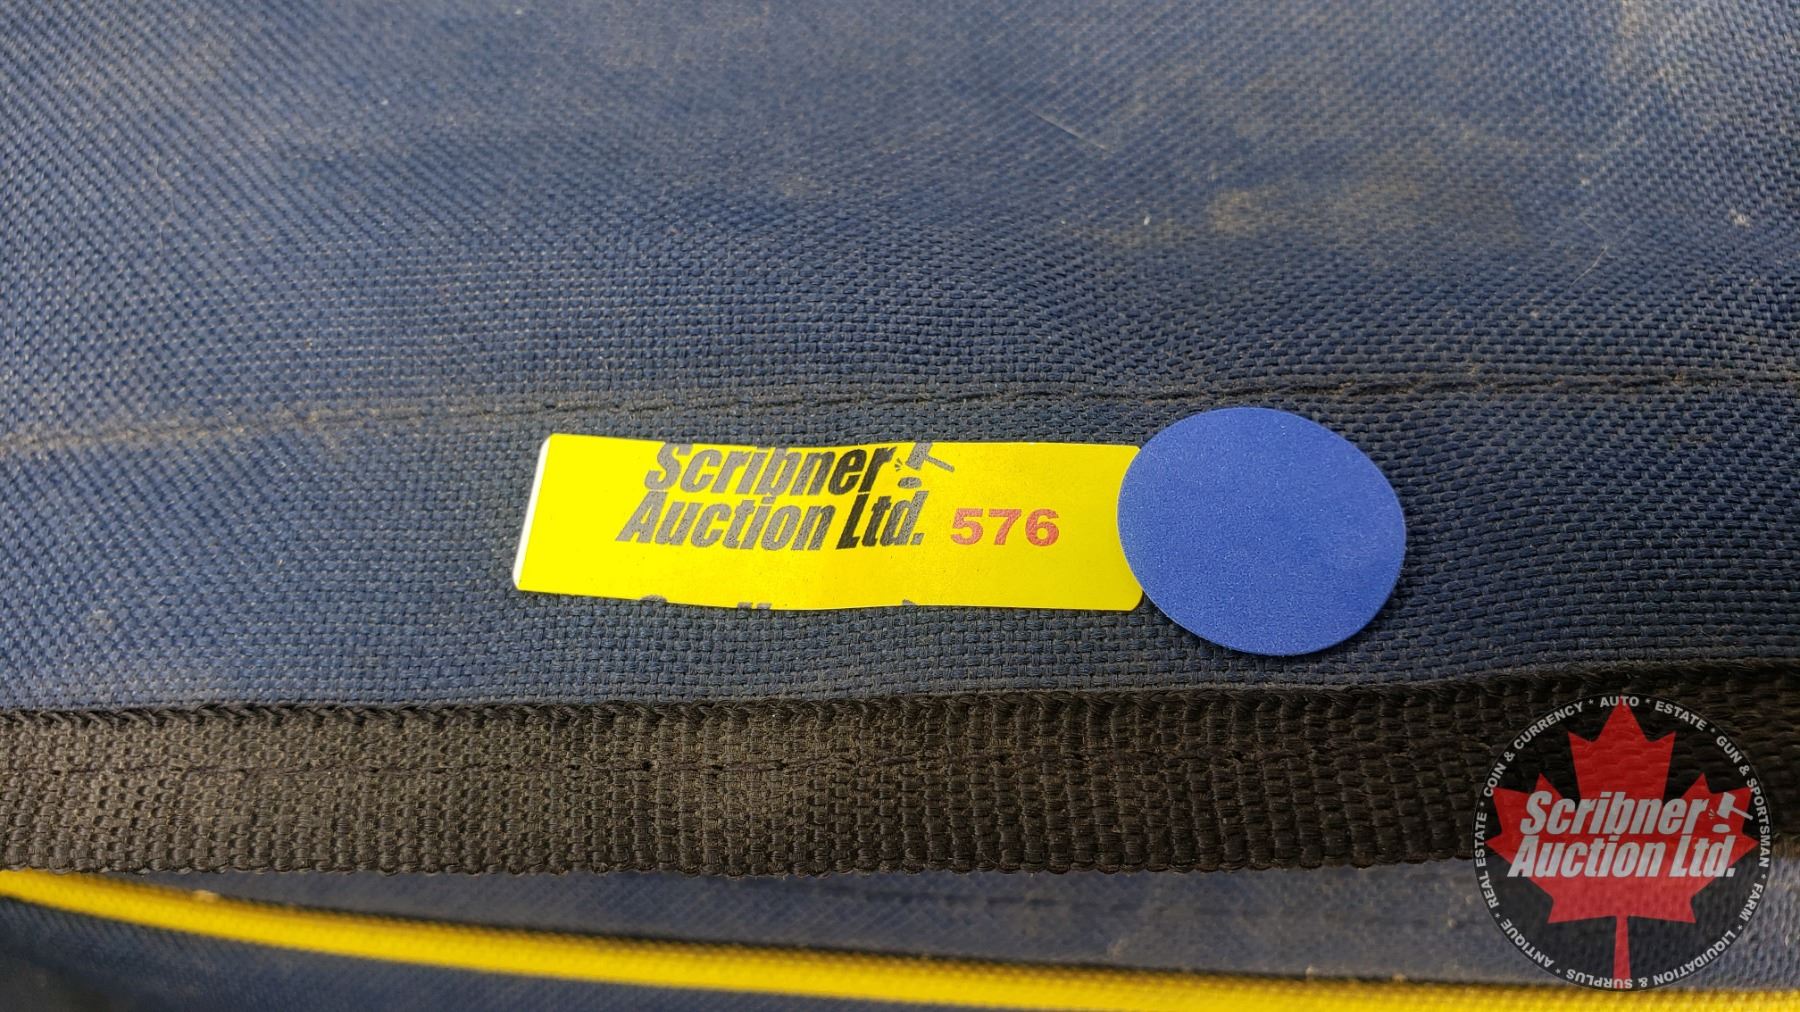 Scribner
Auction Ltd. 576
COIN & CURRENCY * AUTO * ESTATE * GUN & SPORTSMAN * FARM * LIQUIDATION & SURPLUS * ANTIQUE * REAL ESTATE *
Scribner
Auction Ltd.